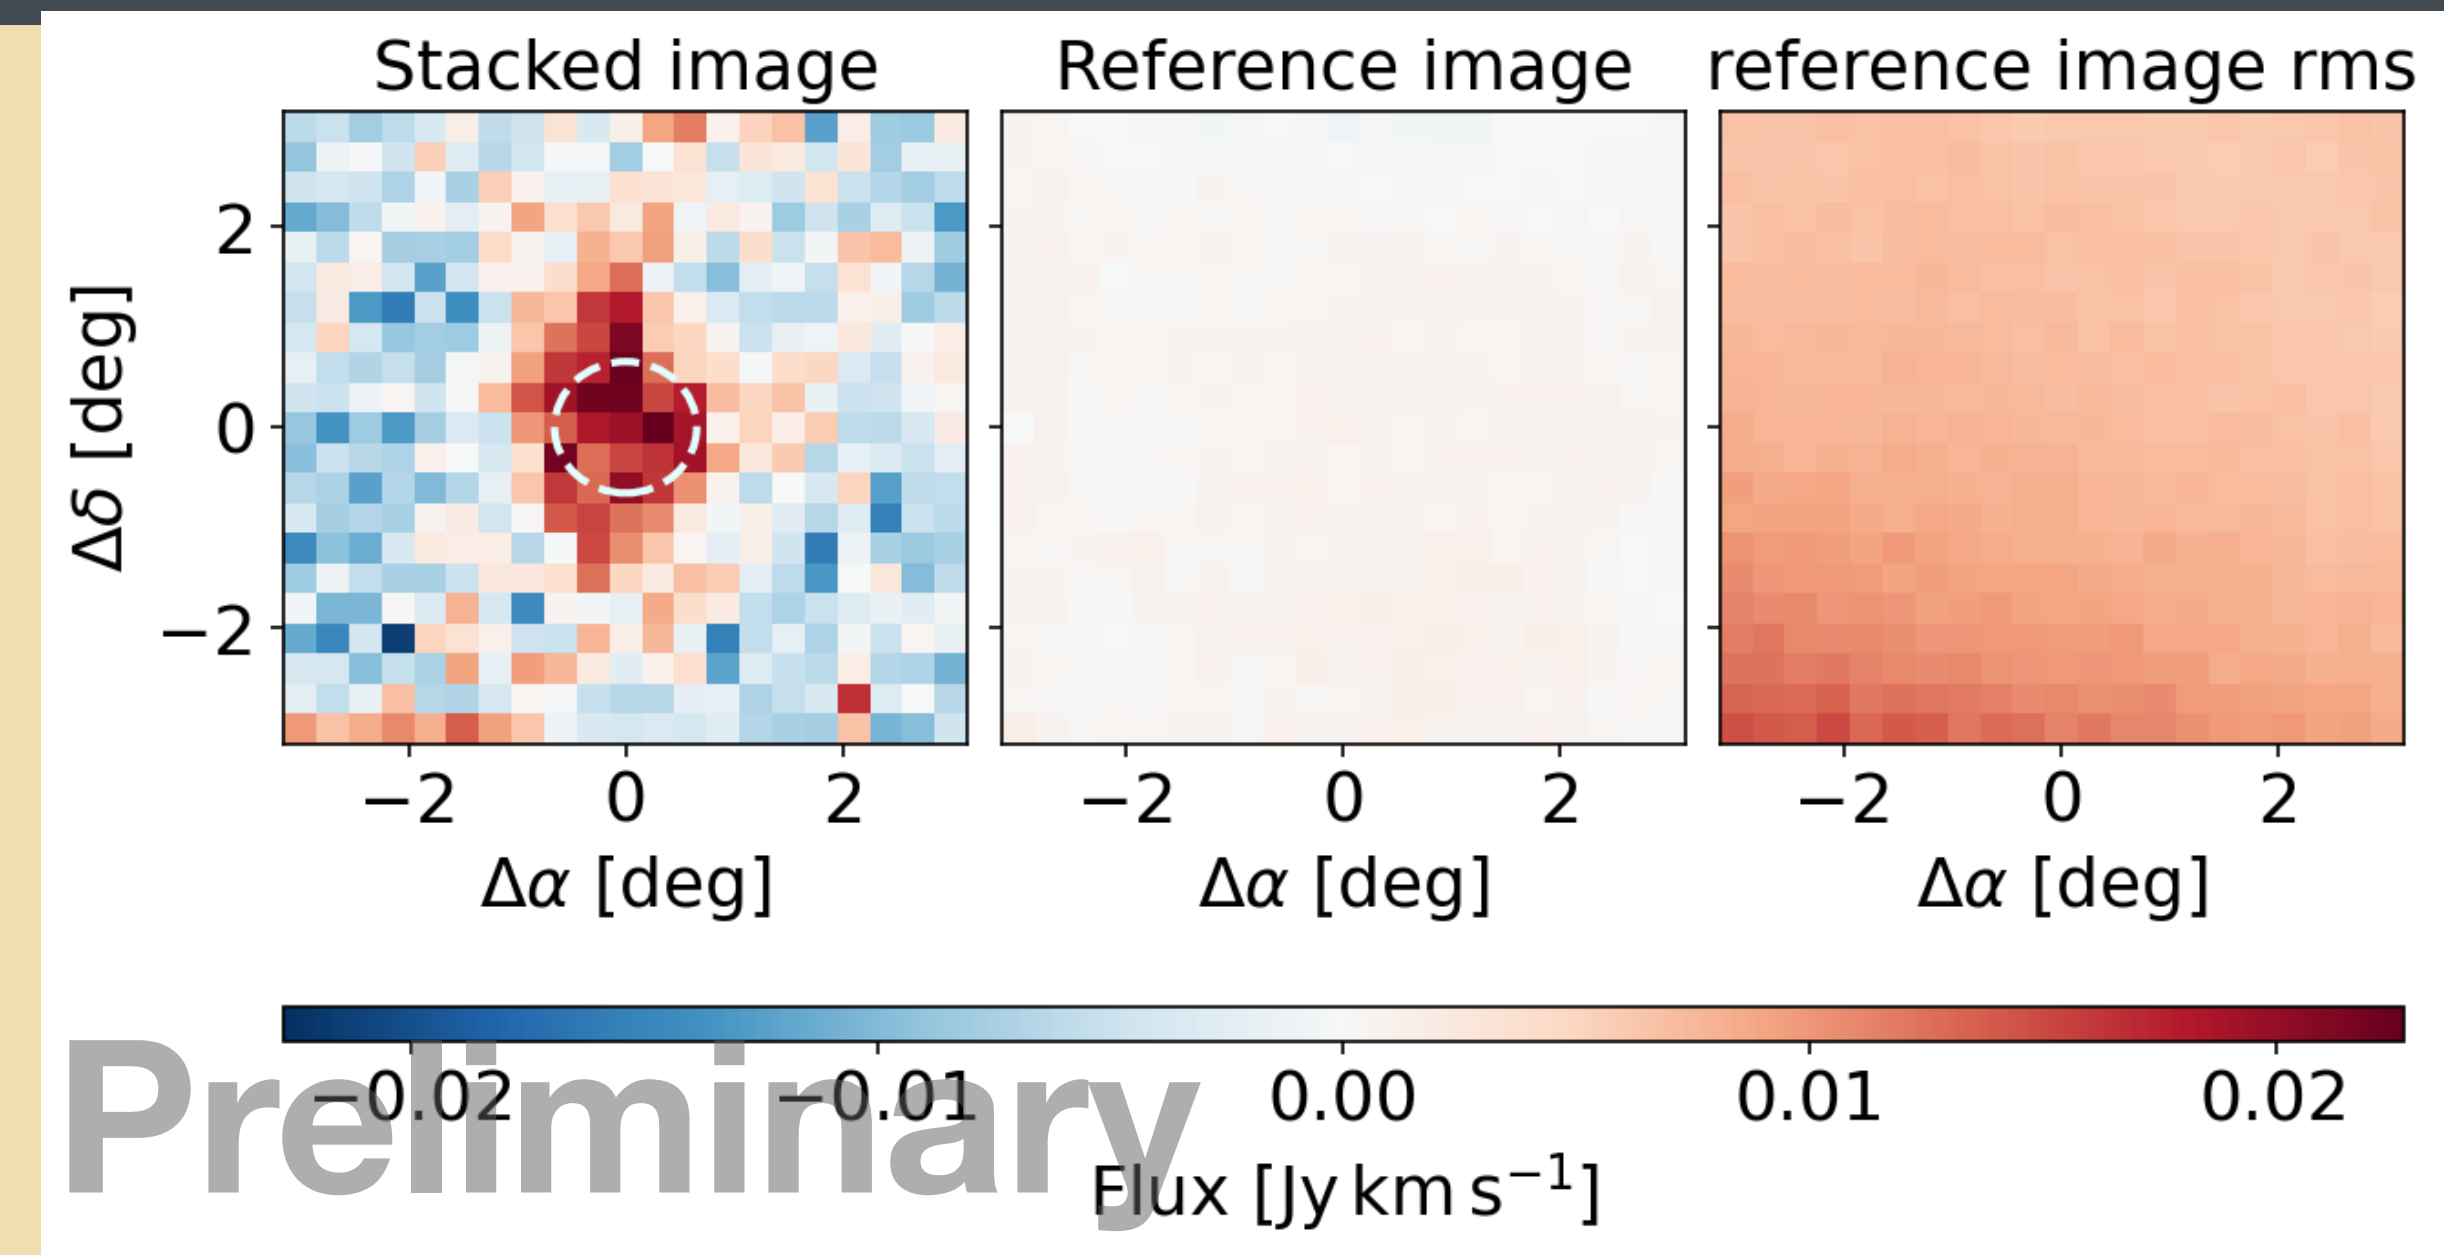 Stacked image
Reference image
reference image rms
Δδ [deg]
2
0
−2
−2 0 2
−2 0 2
−2 0 2
Δα [deg]
Δα [deg]
Δα [deg]
−0.02 −0.01 0.00 0.01 0.02
Flux [Jy km s⁻¹]
Preliminary